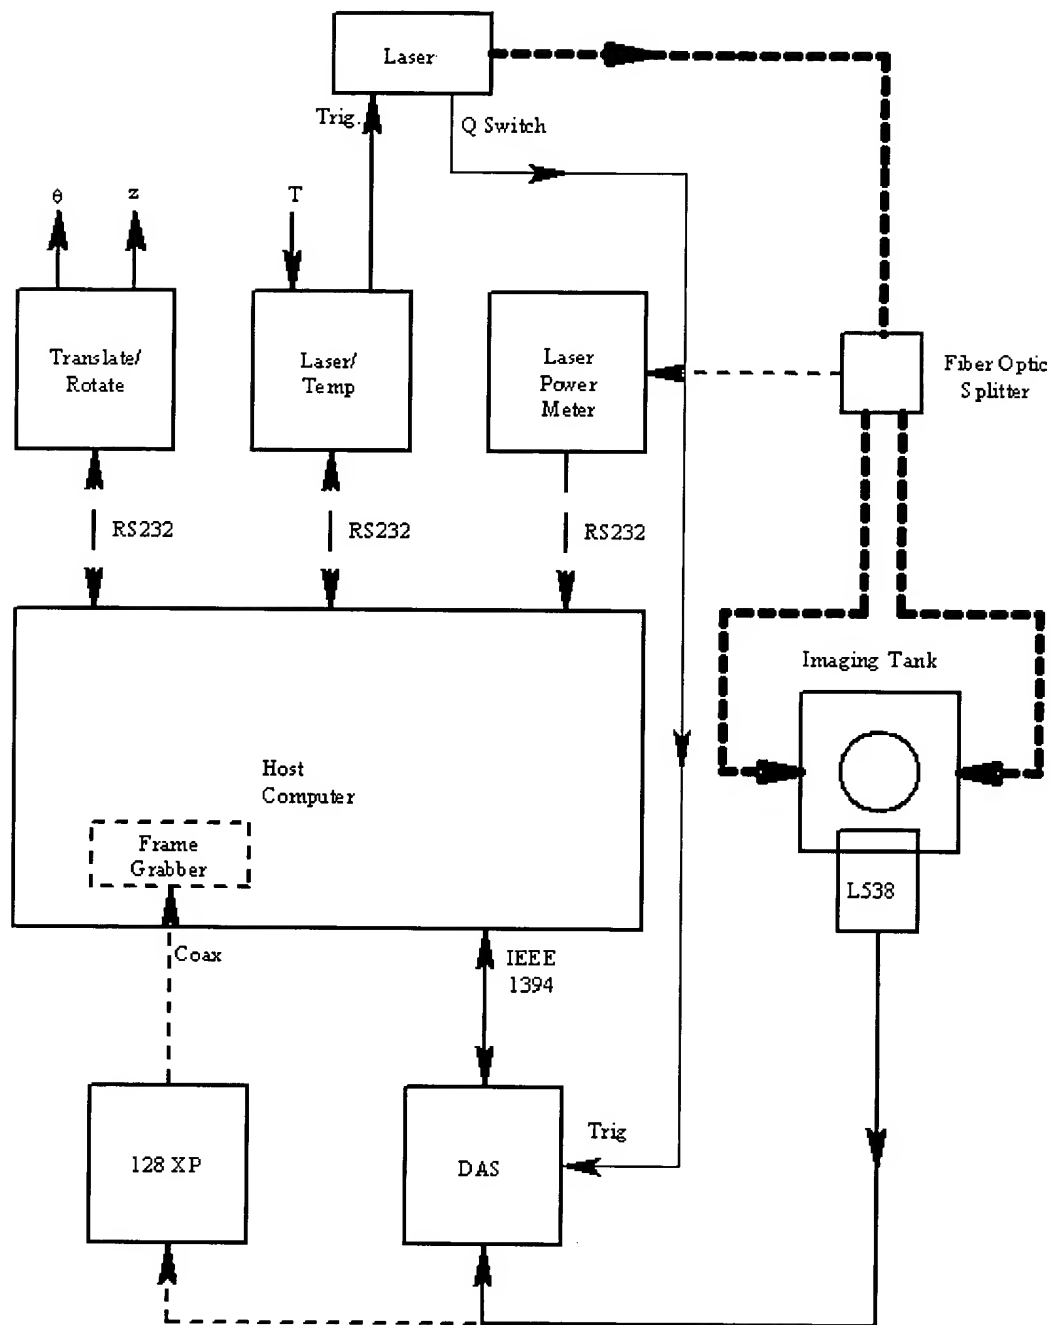 Laser
Trig.
Q Switch
θ
z
T
Translate/
Rotate
Laser/
Temp
Laser
Power
Meter
Fiber Optic
Splitter
RS232
RS232
RS232
Imaging Tank
Host
Computer
Frame
Grabber
L538
Coax
IEEE
1394
Trig
128 XP
DAS